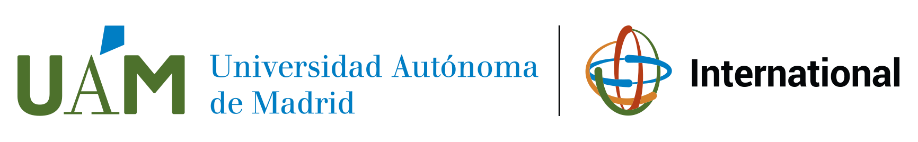 UAM Universidad Autónoma
de Madrid
International